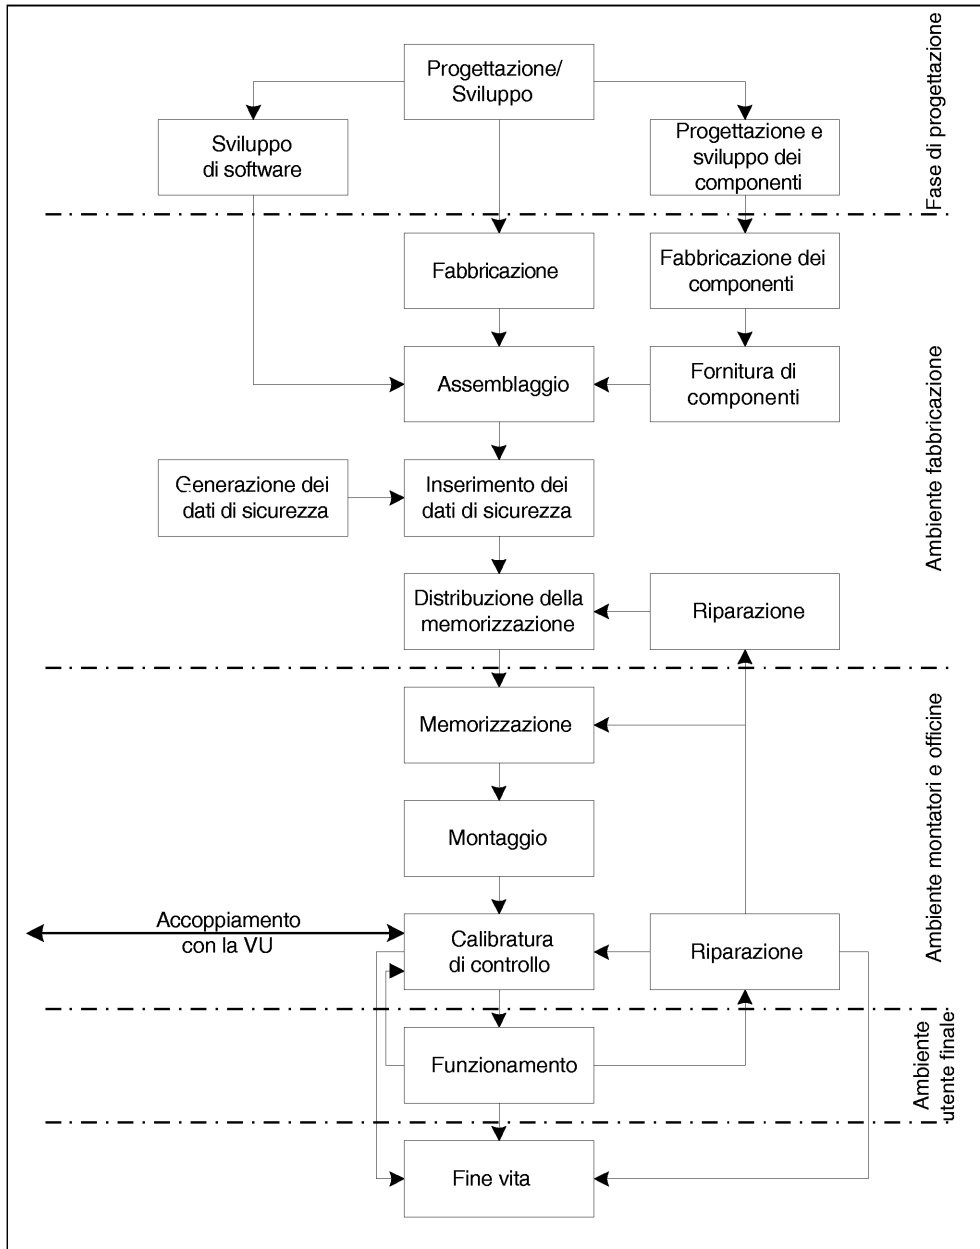 Progettazione/
Sviluppo
Sviluppo
di software
Progettazione e
sviluppo dei
componenti
Fase di progettazione
Fabbricazione
Fabbricazione dei
componenti
Assemblaggio
Fornitura di
componenti
Generazione dei
dati di sicurezza
Inserimento dei
dati di sicurezza
Distribuzione della
memorizzazione
Riparazione
Ambiente fabbricazione
Memorizzazione
Montaggio
Accoppiamento
con la VU
Calibratura
di controllo
Riparazione
Ambiente montatori e officine
Funzionamento
Ambiente
utente finale
Fine vita